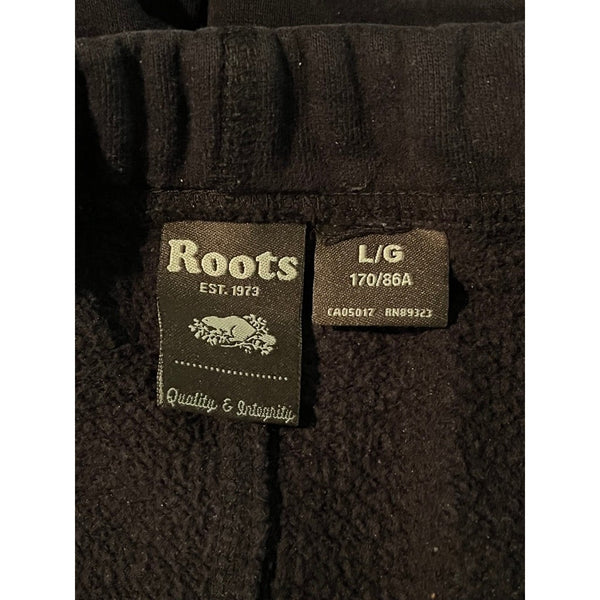 Roots
EST. 1973
Quality & Integrity
L/G
170/86A
CA05017 RN89323